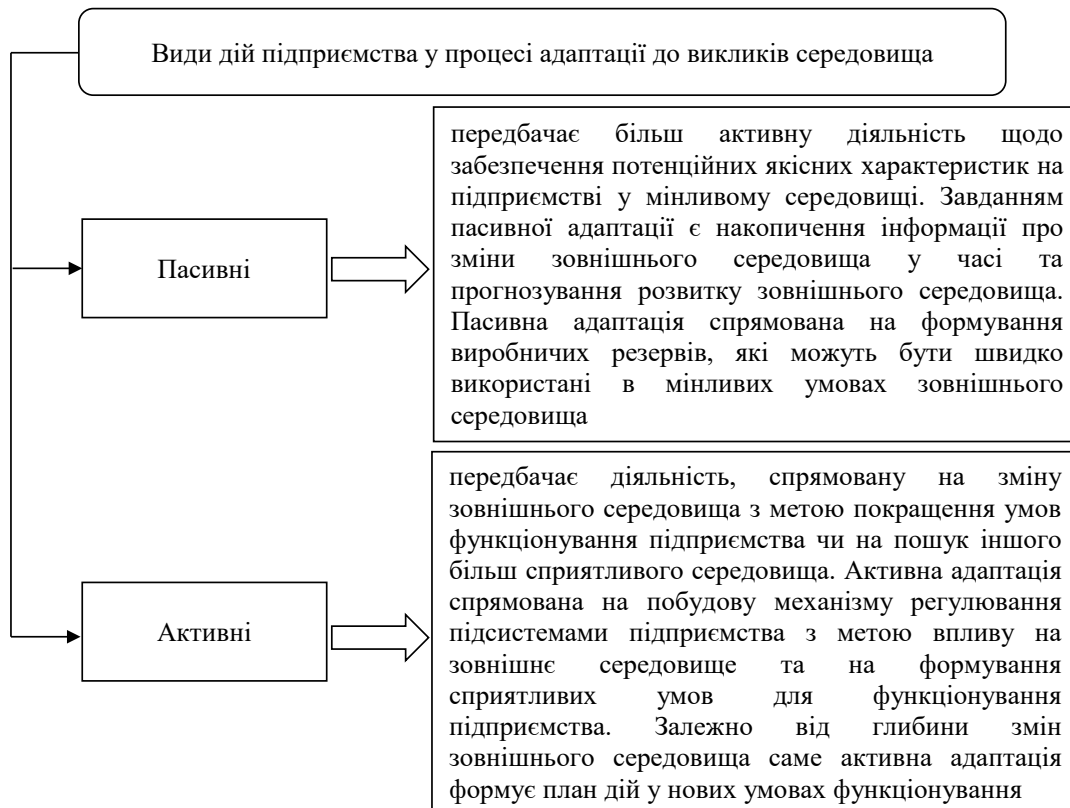 Види дій підприємства у процесі адаптації до викликів середовища
Пасивні
передбачає більш активну діяльність щодо
забезпечення потенційних якісних характеристик на
підприємстві у мінливому середовищі. Завданням
пасивної адаптації є накопичення інформації про
зміни зовнішнього середовища у часі та
прогнозування розвитку зовнішнього середовища.
Пасивна адаптація спрямована на формування
виробничих резервів, які можуть бути швидко
використані в мінливих умовах зовнішнього
середовища
Активні
передбачає діяльність, спрямовану на зміну
зовнішнього середовища з метою покращення умов
функціонування підприємства чи на пошук іншого
більш сприятливого середовища. Активна адаптація
спрямована на побудову механізму регулювання
підсистемами підприємства з метою впливу на
зовнішнє середовище та на формування
сприятливих умов для функціонування
підприємства. Залежно від глибини змін
зовнішнього середовища саме активна адаптація
формує план дій у нових умовах функціонування